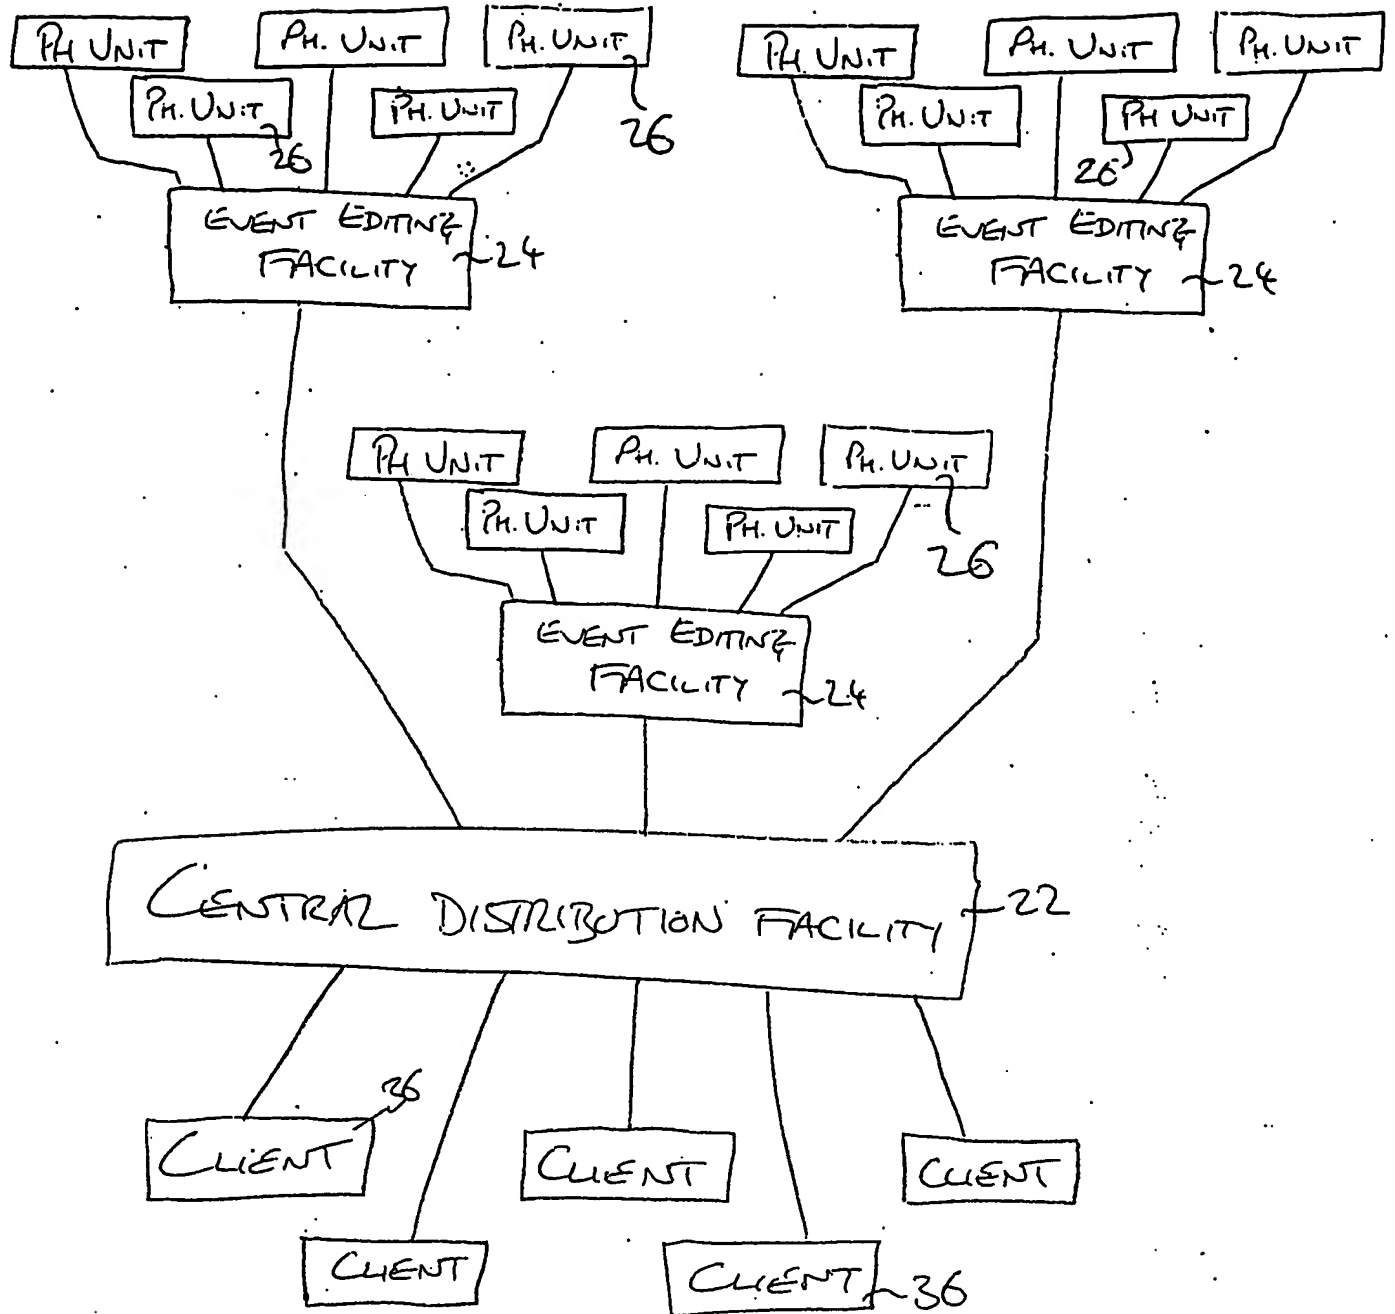 PH UNIT
PH. UNIT
PH. UNIT
PH. UNIT
26
PH. UNIT
26
EVENT EDITING
FACILITY
24
PH. UNIT
PH. UNIT
PH. UNIT
PH. UNIT
PH UNIT
26
EVENT EDITING
FACILITY
24
PH UNIT
PH. UNIT
PH. UNIT
26
PH. UNIT
PH. UNIT
EVENT EDITING
FACILITY
24
CENTRAL DISTRIBUTION FACILITY
22
CLIENT
36
CLIENT
CLIENT
CLIENT
CLIENT
36